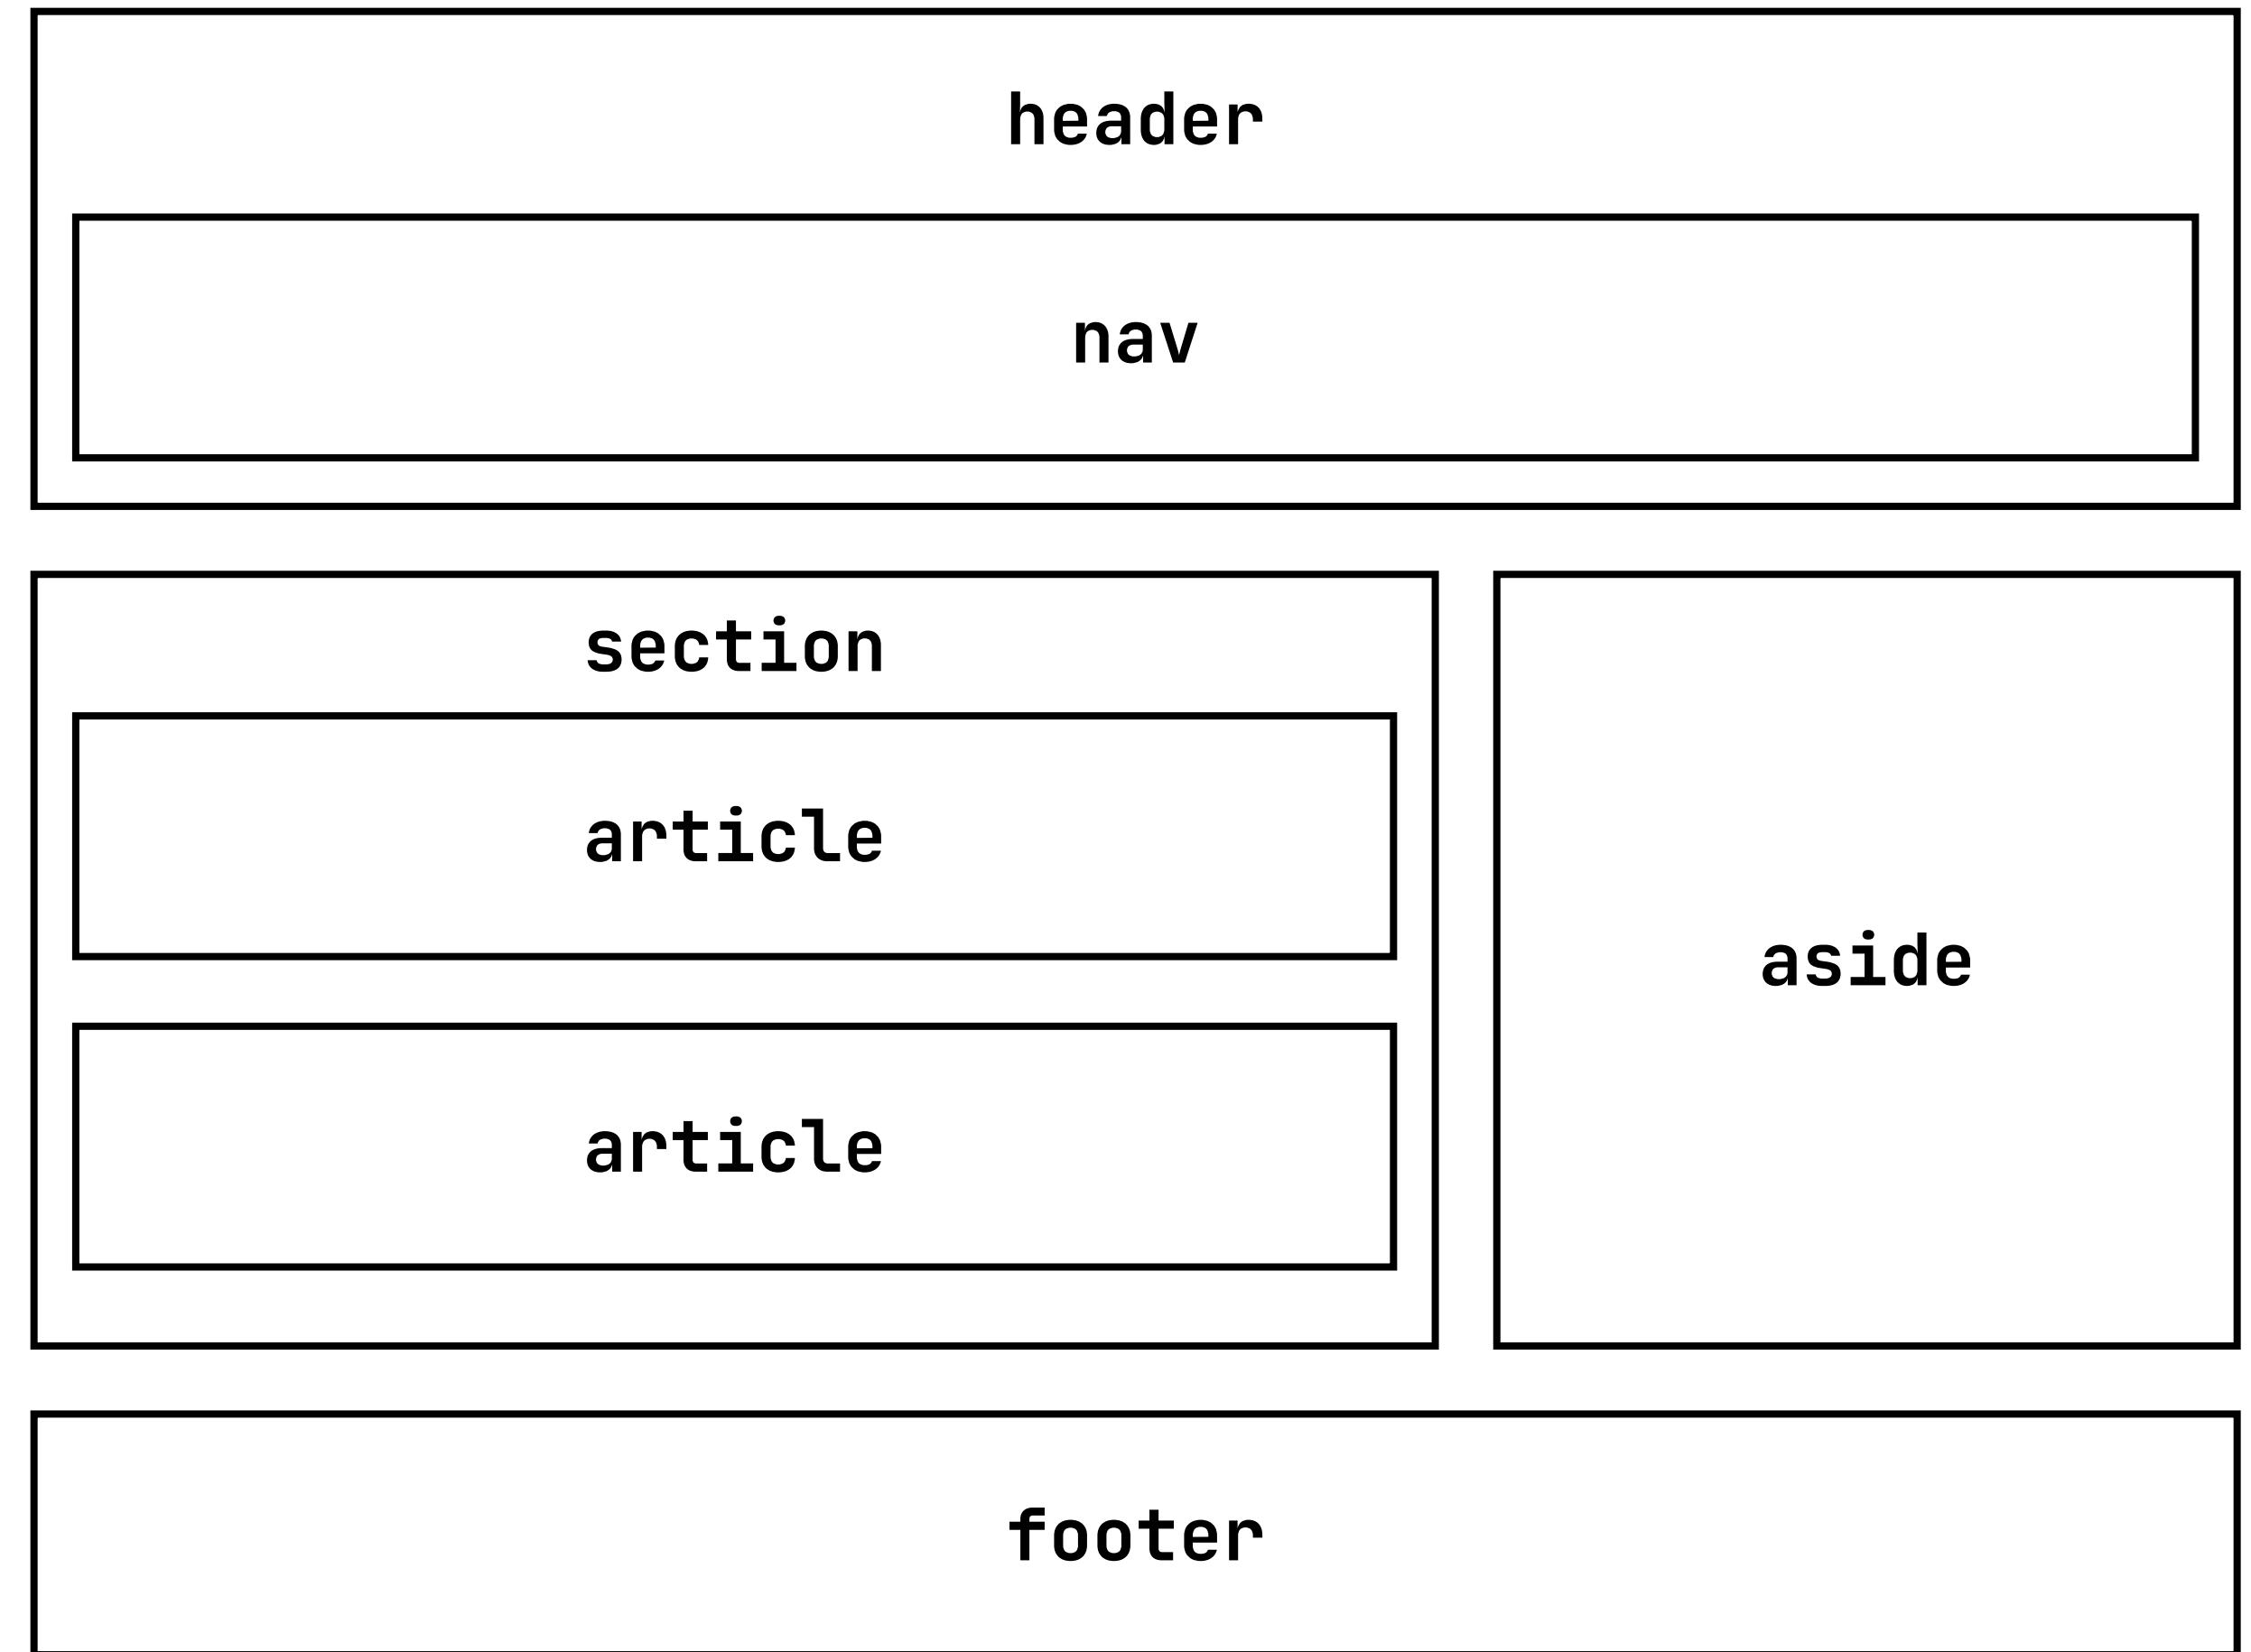 header
nav
section
article
article
aside
footer